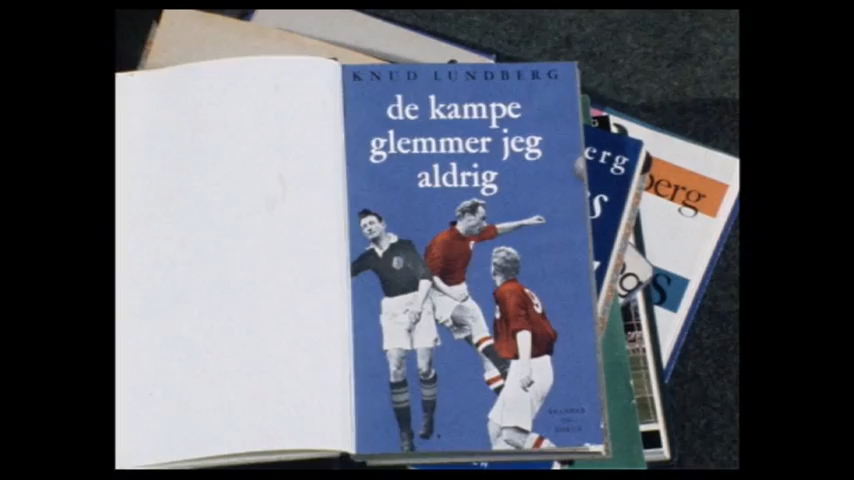 KNUD LUNDBERG
de kampe
glemmer jeg
aldrig
erg
berg